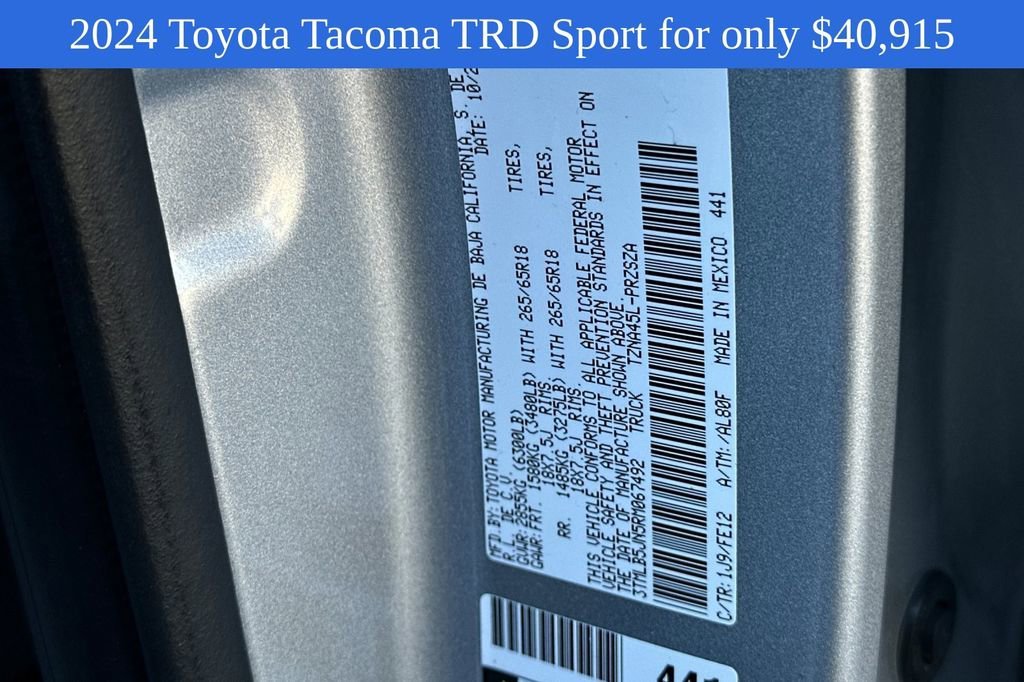 2024 Toyota Tacoma TRD Sport for only $40,915
MFD.BY:TOYOTA MOTOR MANUFACTURING DE BAJA CALIFORNIA, S. DE
R.L. DE C.V. DATE: 10/2
GVWR:2855KG (6300LB)
GAWR:FRT. 1580KG (3480LB) WITH 265/65R18 TIRES,
18X7.5J RIMS.
RR. 1485KG (3275LB) WITH 265/65R18 TIRES,
18X7.5J RIMS
THIS VEHICLE CONFORMS TO ALL APPLICABLE FEDERAL MOTOR
VEHICLE SAFETY AND THEFT PREVENTION STANDARDS IN EFFECT ON
THE DATE OF MANUFACTURE SHOWN ABOVE.
3TMLB5JN5RM067492 TRUCK TZNA45L-PRZSZA
C/TR:1J9/FE12 A/TM:/AL80F MADE IN MEXICO 441
441